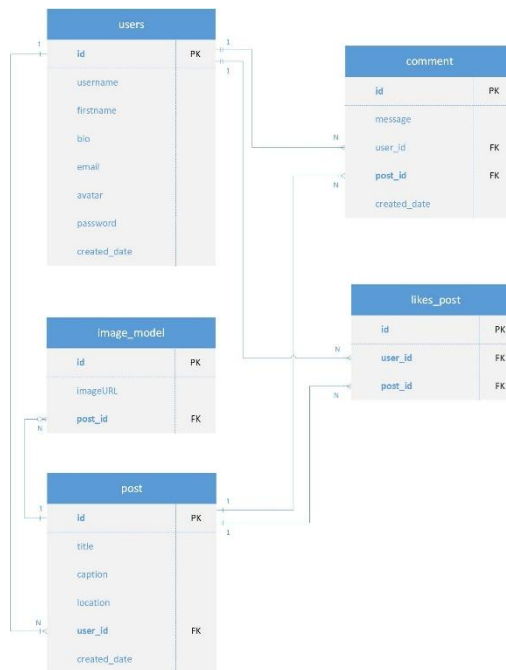 users
1
id PK
1
1
username
firstname
bio
email
avatar
password
created_date
comment
id PK
message
N
user_id FK
post_id FK
N
created_date
likes_post
id PK
N
user_id FK
post_id FK
N
image_model
id PK
imageURL
post_id FK
N
post
1
id PK
1
1
title
caption
location
N
user_id FK
created_date